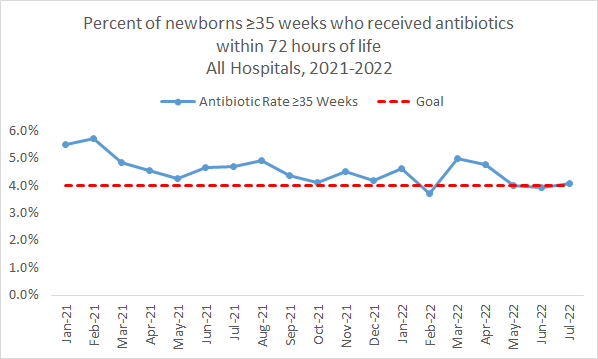 Percent of newborns ≥35 weeks who received antibiotics
within 72 hours of life
All Hospitals, 2021-2022
Antibiotic Rate ≥35 Weeks
Goal
6.0%
5.0%
4.0%
3.0%
2.0%
1.0%
0.0%
Jan-21
Feb-21
Mar-21
Apr-21
May-21
Jun-21
Jul-21
Aug-21
Sep-21
Oct-21
Nov-21
Dec-21
Jan-22
Feb-22
Mar-22
Apr-22
May-22
Jun-22
Jul-22